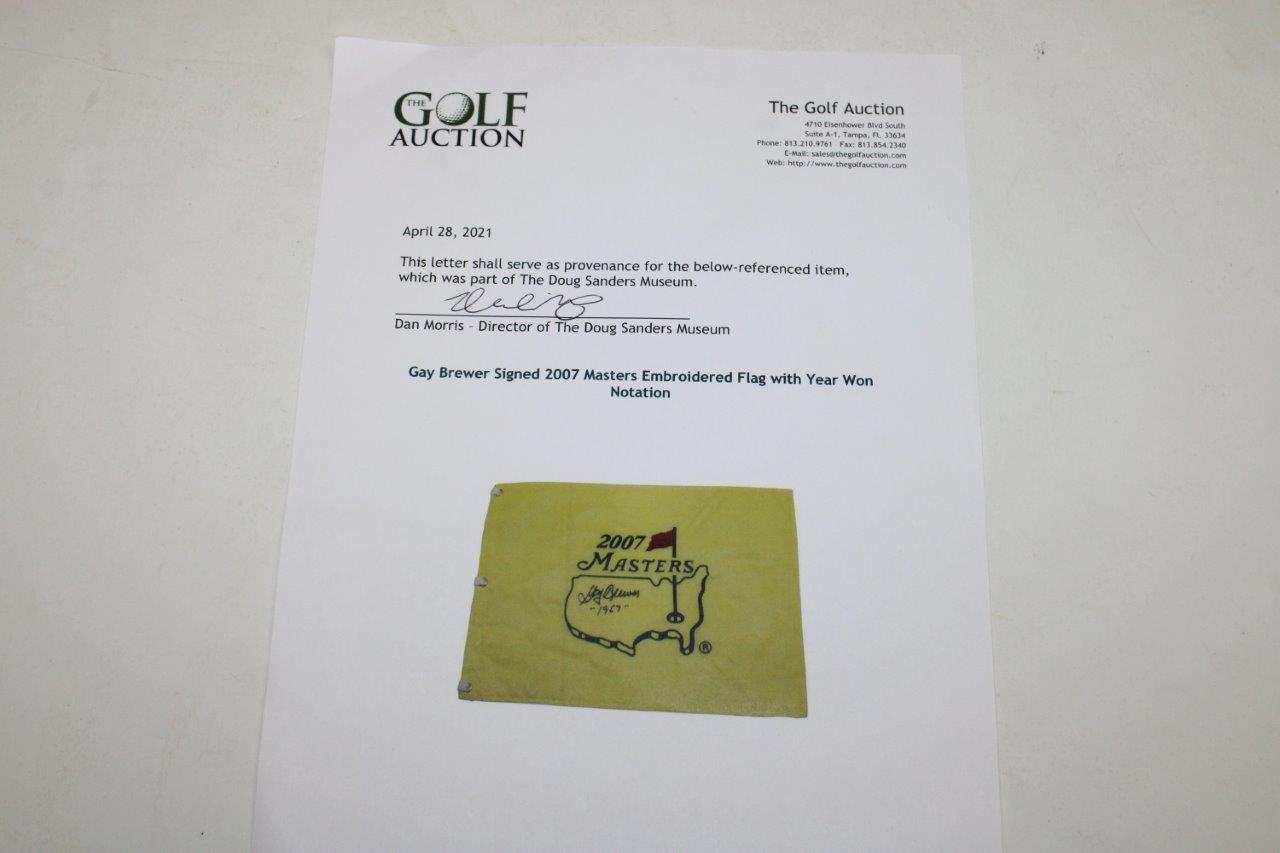 THE
GOLF
AUCTION
The Golf Auction
4710 Eisenhower Blvd South
Suite A-1, Tampa, FL 33634
Phone: 813.210.9761 Fax: 813.854.2340
E-Mail: sales@thegolfauction.com
Web: http://www.thegolfauction.com
April 28, 2021
This letter shall serve as provenance for the below-referenced item,
which was part of The Doug Sanders Museum.
Dan Morris - Director of The Doug Sanders Museum
Gay Brewer Signed 2007 Masters Embroidered Flag with Year Won
Notation
2007
MASTERS
Gay Brewer
"1967"
®